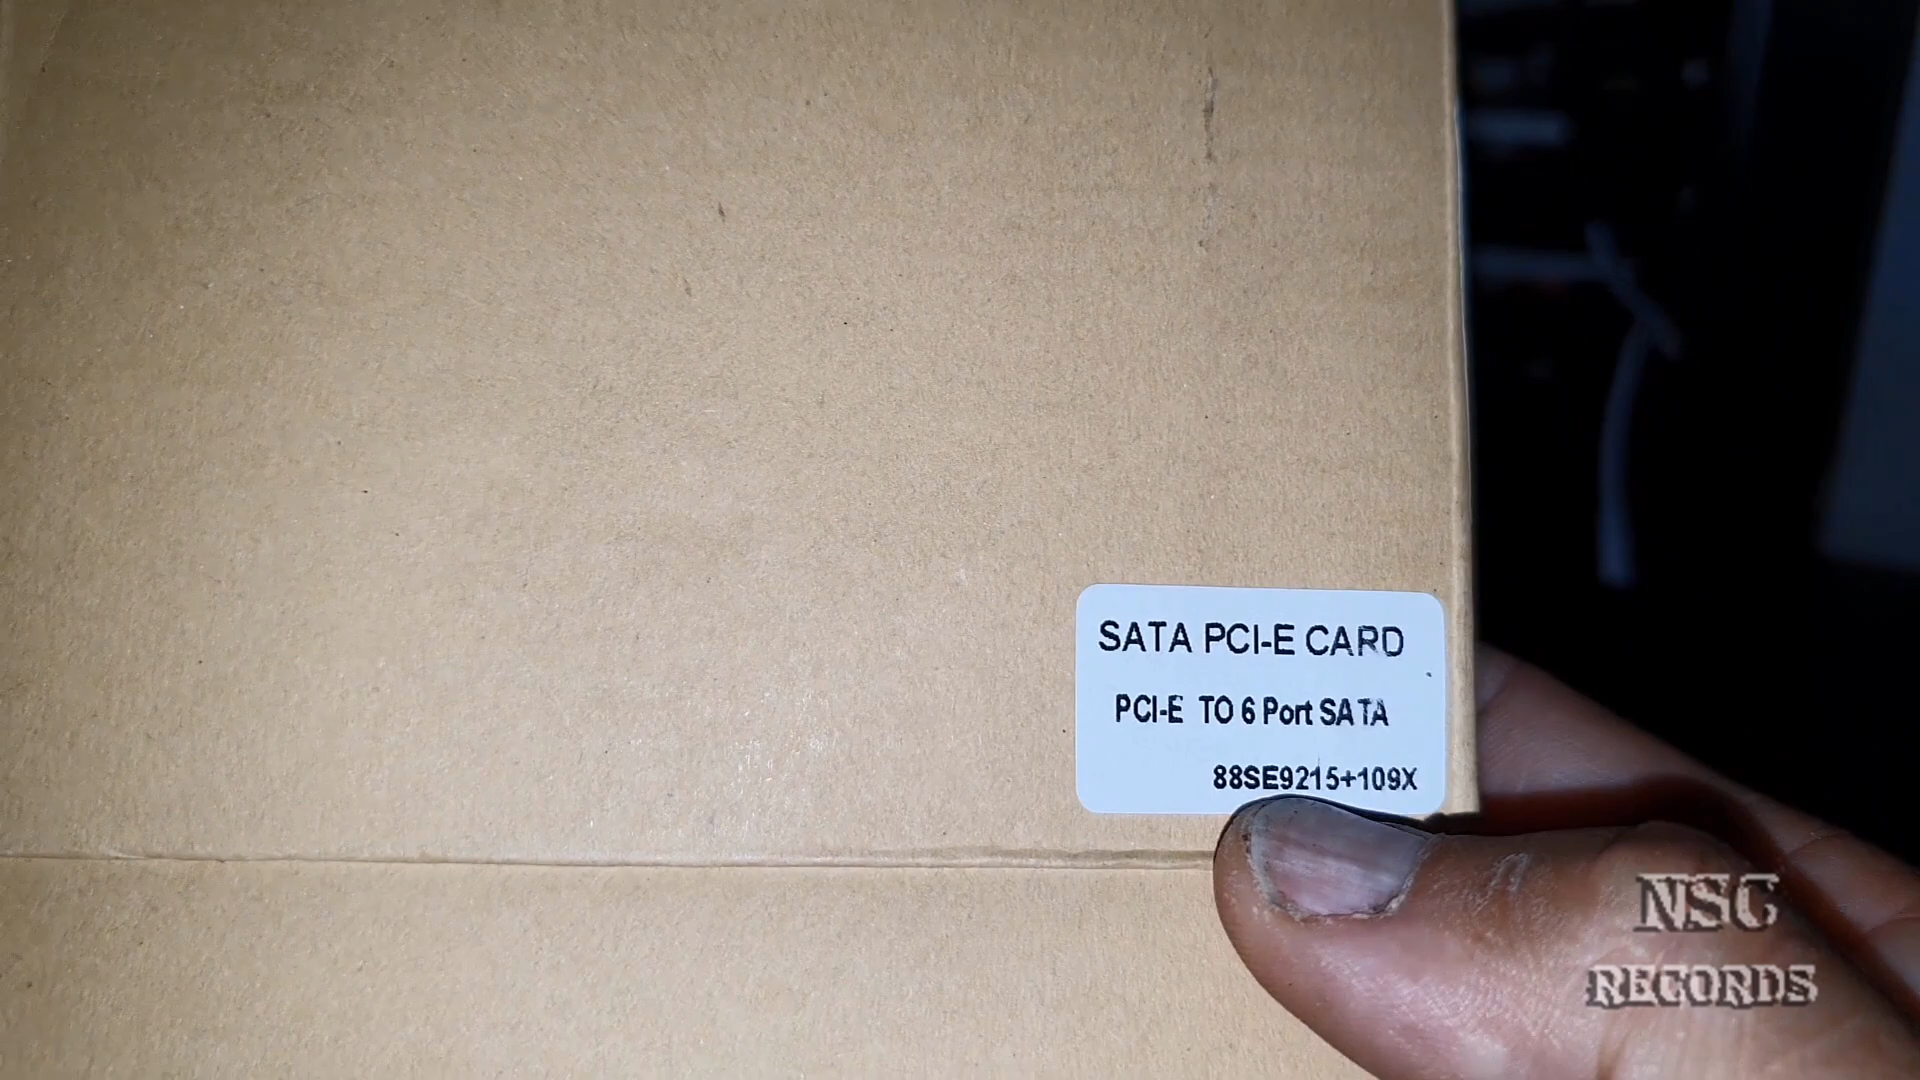 SATA PCI-E CARD
PCI-E TO 6 Port SATA
88SE9215+109X
NSC
RECORDS